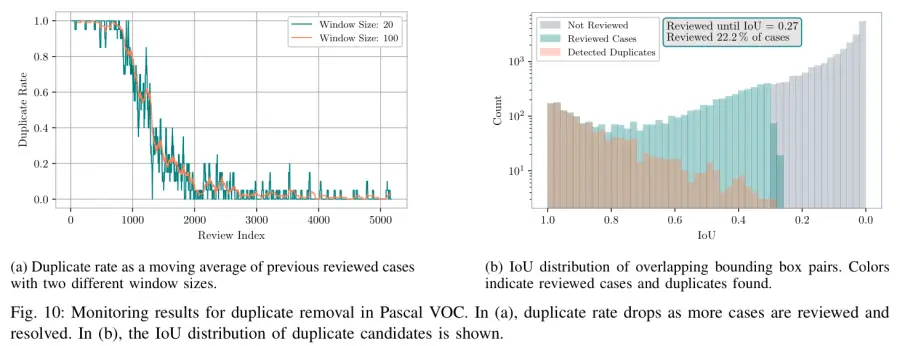 1.0
0.8
0.6
0.4
0.2
0.0
Duplicate Rate
Window Size: 20
Window Size: 100
0
1000
2000
3000
4000
5000
Review Index
(a) Duplicate rate as a moving average of previous reviewed cases
with two different window sizes.
Not Reviewed
Reviewed Cases
Detected Duplicates
Reviewed until IoU = 0.27
Reviewed 22.2 % of cases
10³
10²
10¹
Count
1.0
0.8
0.6
0.4
0.2
0.0
IoU
(b) IoU distribution of overlapping bounding box pairs. Colors
indicate reviewed cases and duplicates found.
Fig. 10: Monitoring results for duplicate removal in Pascal VOC. In (a), duplicate rate drops as more cases are reviewed and
resolved. In (b), the IoU distribution of duplicate candidates is shown.